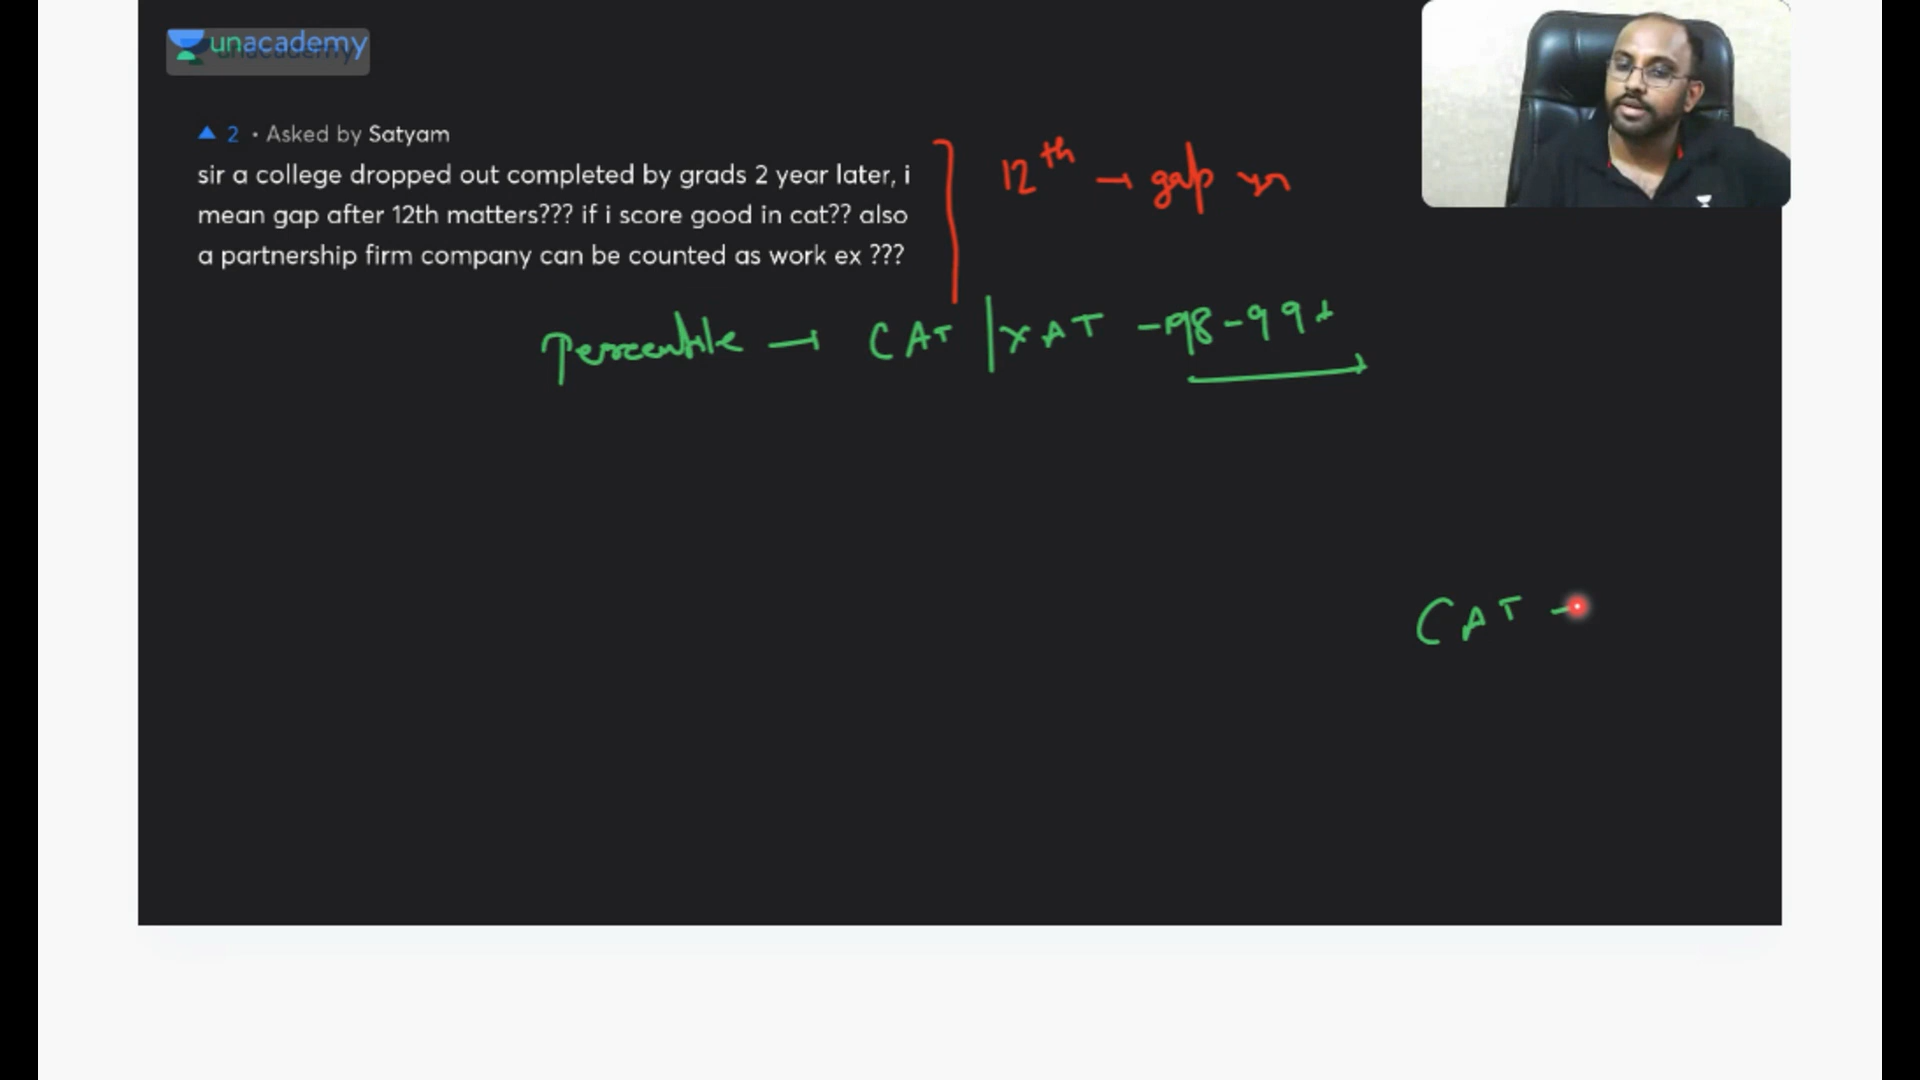 unacademy
2 · Asked by Satyam
sir a college dropped out completed by grads 2 year later, i
mean gap after 12th matters??? if i score good in cat?? also
a partnership firm company can be counted as work ex ???
12th → gap yr
Percentile → CAT | XAT - 98-99+
CAT -